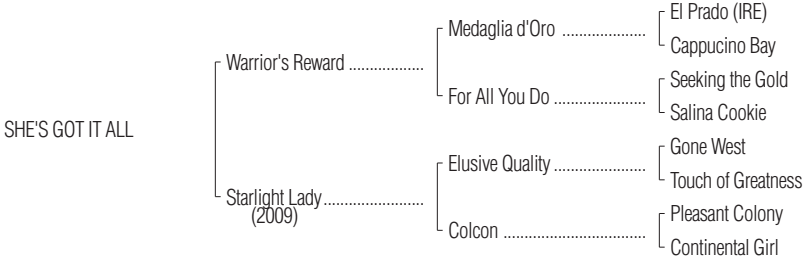 El Prado (IRE)
Medaglia d'Oro ....................
Cappucino Bay
Warrior's Reward ..................
Seeking the Gold
For All You Do ......................
Salina Cookie
SHE'S GOT IT ALL
Gone West
Elusive Quality ......................
Touch of Greatness
Starlight Lady........................
(2009)
Pleasant Colony
Colcon ..................................
Continental Girl